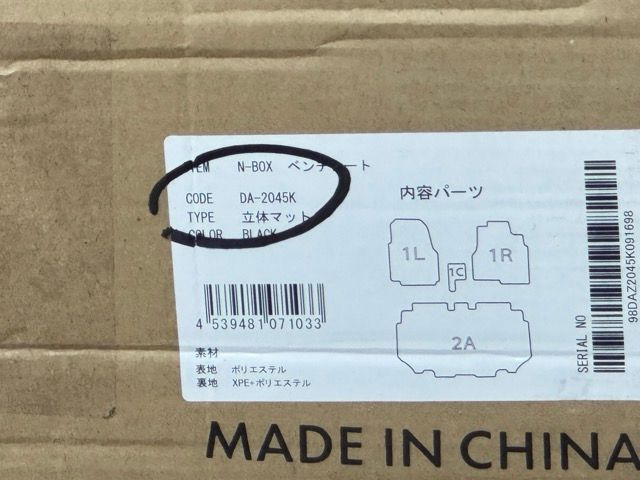 N-BOX ベンチシート
CODE DA-2045K
TYPE 立体マット
COLOR BLACK
内容パーツ
1L
1C
1R
2A
4 539481 071033
SERIAL NO
98DAZ2045K091698
素材
表地 ポリエステル
裏地 XPE+ポリエステル
MADE IN CHINA